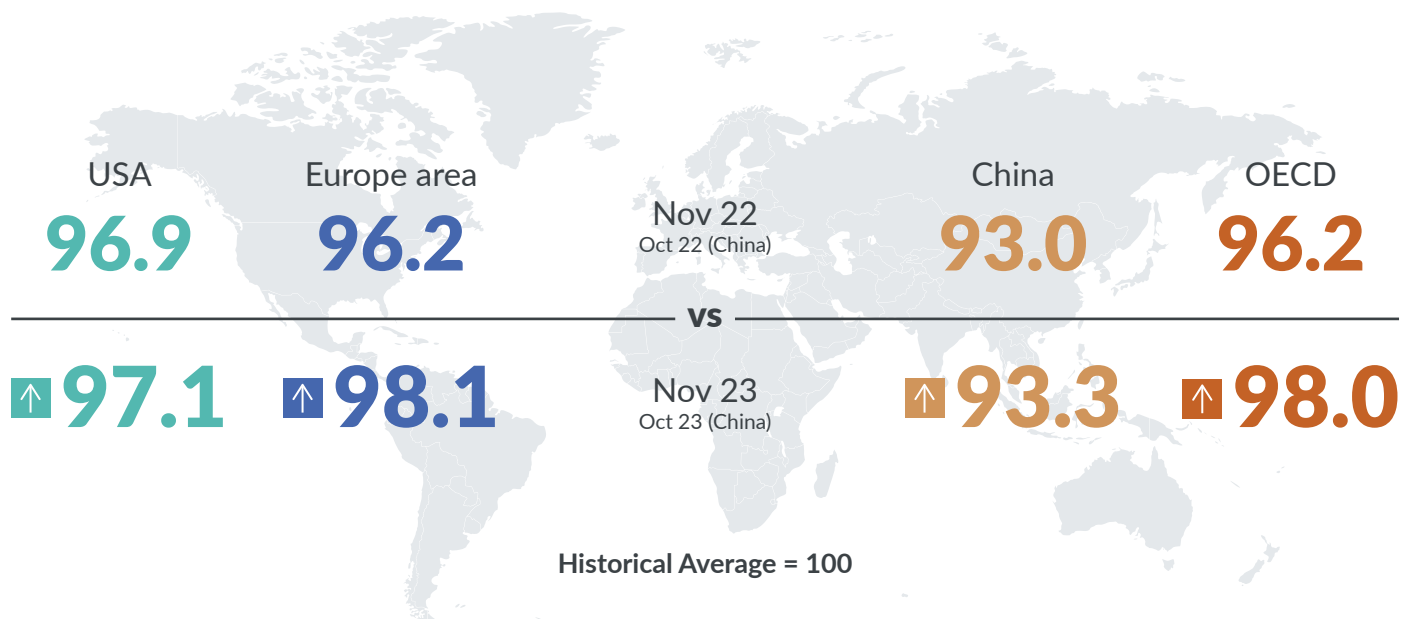 USA
96.9
Europe area
96.2
Nov 22
Oct 22 (China)
China
93.0
OECD
96.2
vs
97.1
98.1
Nov 23
Oct 23 (China)
93.3
98.0
Historical Average = 100